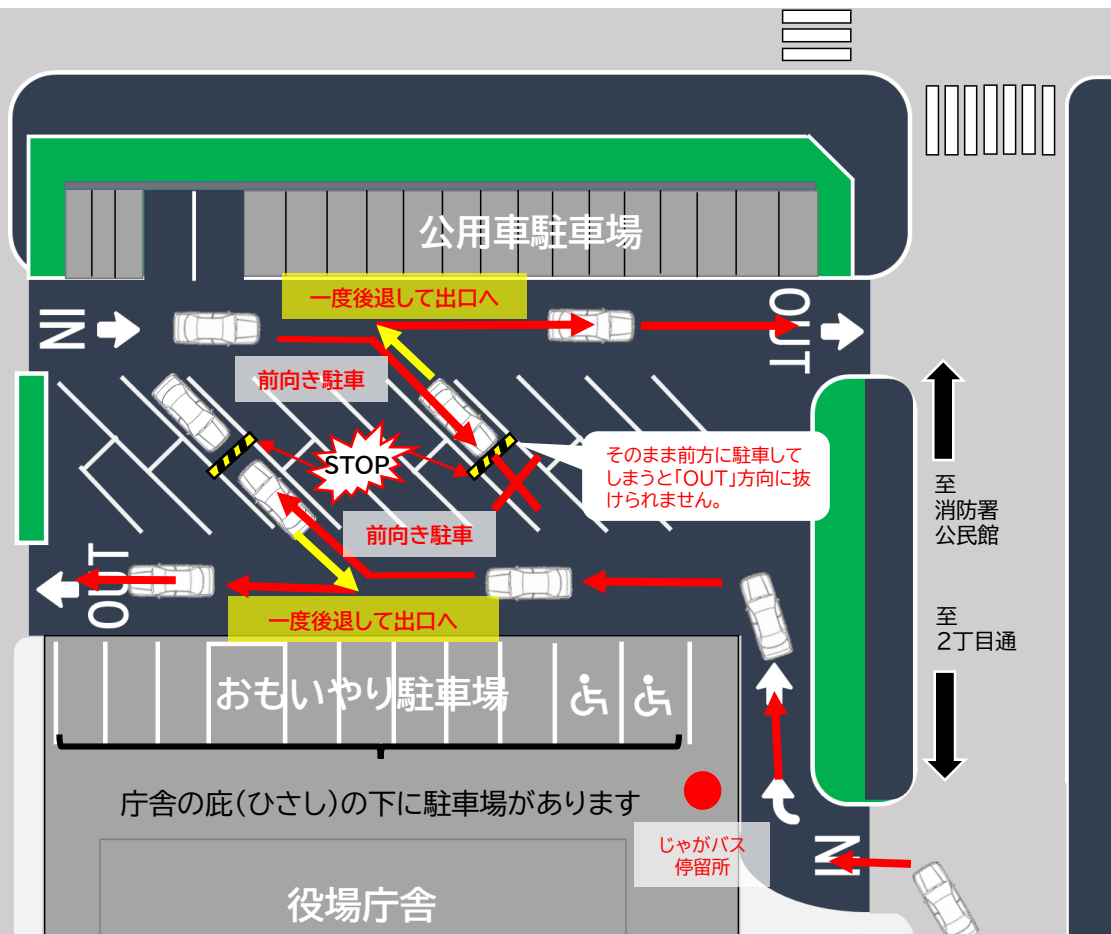 公用車駐車場
一度後退して出口へ
IN
OUT
前向き駐車
STOP
そのまま前方に駐車して
しまうと「OUT」方向に抜
けられません。
至
消防署
公民館
前向き駐車
OUT
一度後退して出口へ
至
2丁目通
おもいやり駐車場
庁舎の庇(ひさし)の下に駐車場があります
じゃがバス
停留所
IN
役場庁舎